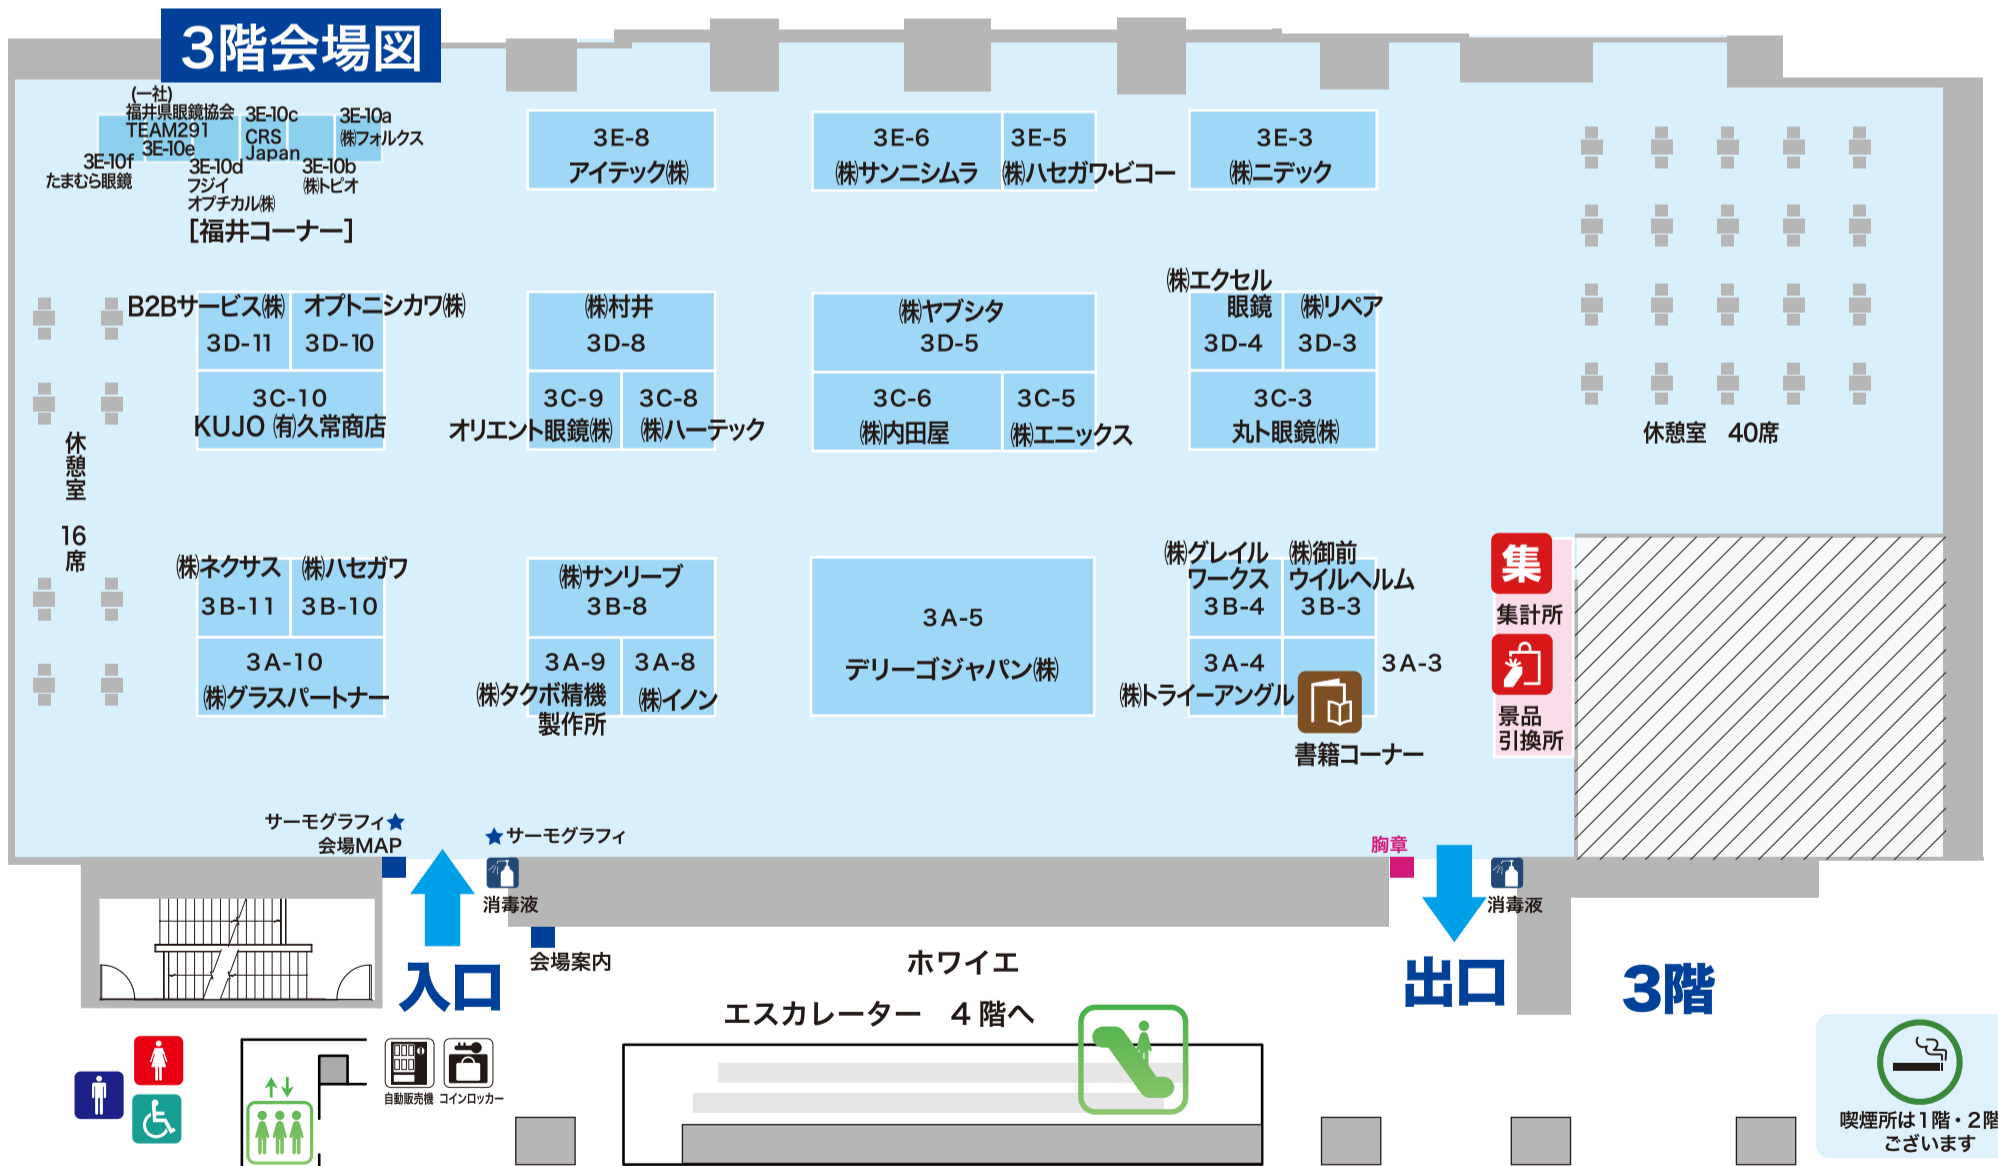 3階会場図
(一社)
福井県眼鏡協会
TEAM291
3E-10e
3E-10c
CRS
Japan
3E-10a
㈱フォルクス
3E-10f
たまむら眼鏡
3E-10d
フジイ
オプチカル㈱
3E-10b
㈱トピオ
[福井コーナー]
3E-8
アイテック㈱
3E-6
㈱サンニシムラ
3E-5
㈱ハセガワ・ビコー
3E-3
㈱ニデック
B2Bサービス㈱
3D-11
オプトニシカワ㈱
3D-10
㈱村井
3D-8
㈱ヤブシタ
3D-5
㈱エクセル
眼鏡
3D-4
㈱リペア
3D-3
3C-10
KUJO ㈲久常商店
3C-9
オリエント眼鏡㈱
3C-8
㈱ハーテック
3C-6
㈱内田屋
3C-5
㈱エニックス
3C-3
丸ト眼鏡㈱
休憩室 40席
休憩室 16席
㈱ネクサス
3B-11
㈱ハセガワ
3B-10
㈱サンリーブ
3B-8
3A-5
デリーゴジャパン㈱
㈱グレイル
ワークス
3B-4
㈱御前
ウイルヘルム
3B-3
集
集計所
3A-10
㈱グラスパートナー
3A-9
㈱タクボ精機
製作所
3A-8
㈱イノン
3A-4
㈱トライーアングル
3A-3
書籍コーナー
景品
引換所
サーモグラフィ★
会場MAP
★サーモグラフィ
胸章
消毒液
消毒液
入口
会場案内
ホワイエ
出口
3階
エスカレーター 4階へ
自動販売機
コインロッカー
喫煙所は1階・2階
ございます